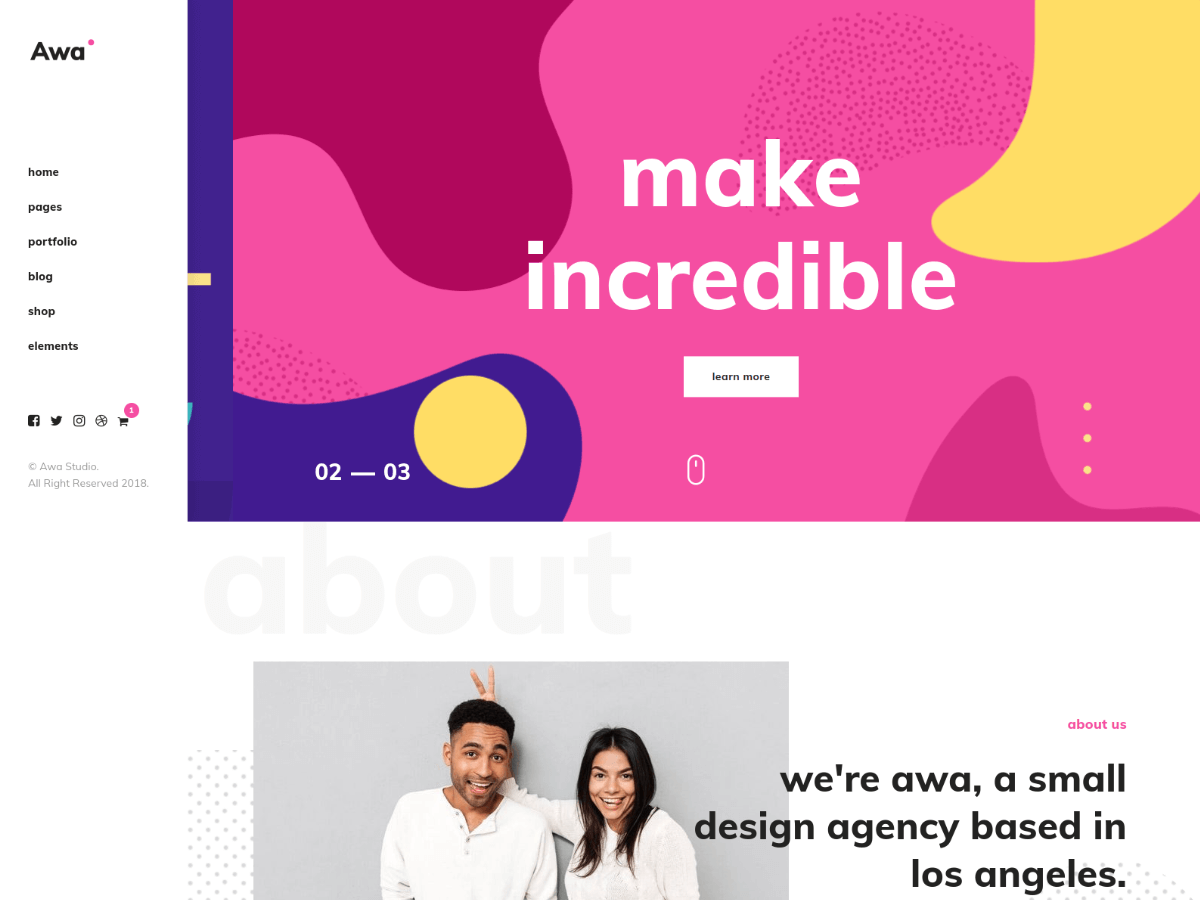 Awa
home
pages
portfolio
blog
shop
elements
1
© Awa Studio.
All Right Reserved 2018.
make
incredible
learn more
02 — 03
about
about us
we're awa, a small
design agency based in
los angeles.